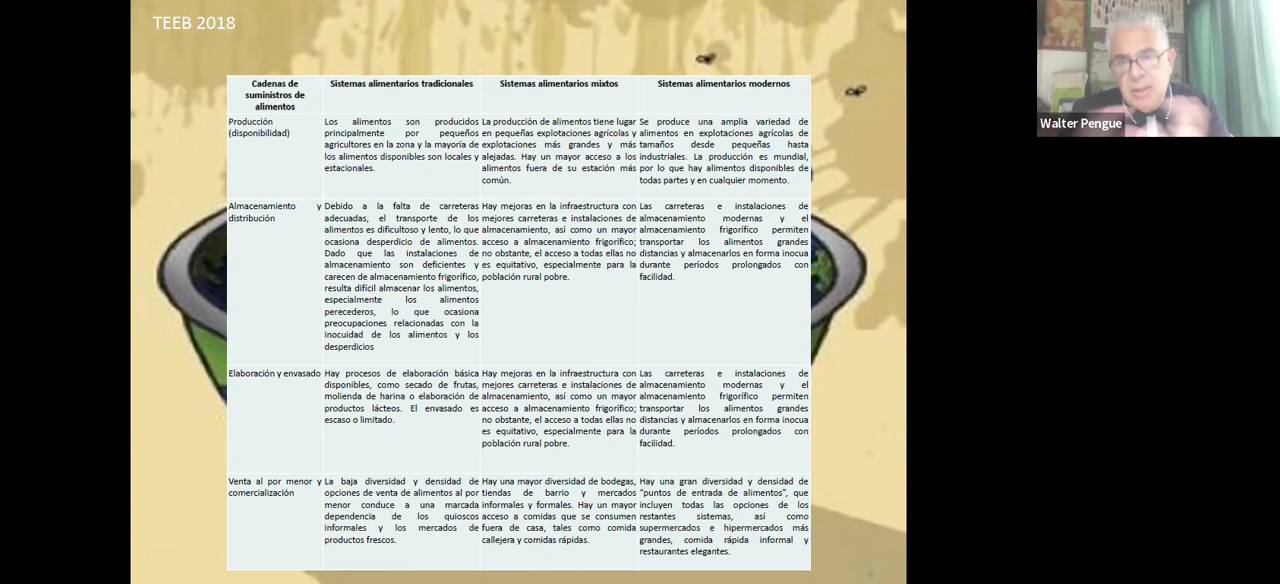 TEEB 2018
Cadenas de
suministros de
alimentos
Sistemas alimentarios tradicionales
Sistemas alimentarios mixtos
Sistemas alimentarios modernos
Producción
(disponibilidad)
Los alimentos son producidos
principalmente por pequeños
agricultores en la zona y la mayoría de
los alimentos disponibles son locales y
estacionales.
La producción de alimentos tiene lugar
en pequeñas explotaciones agrícolas y
explotaciones más grandes y más
alejadas. Hay un mayor acceso a los
alimentos fuera de su estación más
común.
Se produce una amplia variedad de
alimentos en explotaciones agrícolas de
tamaños desde pequeñas hasta
industriales. La producción es mundial,
por lo que hay alimentos disponibles de
todas partes y en cualquier momento.
Almacenamiento y
distribución
Debido a la falta de carreteras
adecuadas, el transporte de los
alimentos es dificultoso y lento, lo que
ocasiona desperdicio de alimentos.
Dado que las instalaciones de
almacenamiento son deficientes y
carecen de almacenamiento frigorífico,
resulta difícil almacenar los alimentos,
especialmente los alimentos
perecederos, lo que ocasiona
preocupaciones relacionadas con la
inocuidad de los alimentos y los
desperdicios
Hay mejoras en la infraestructura con
mejores carreteras e instalaciones de
almacenamiento, así como un mayor
acceso a almacenamiento frigorífico;
no obstante, el acceso a todas ellas no
es equitativo, especialmente para la
población rural pobre.
Las carreteras e instalaciones de
almacenamiento modernas y el
almacenamiento frigorífico permiten
transportar los alimentos grandes
distancias y almacenarlos en forma inocua
durante períodos prolongados con
facilidad.
Elaboración y envasado
Hay procesos de elaboración básica
disponibles, como secado de frutas,
molienda de harina o elaboración de
productos lácteos. El envasado es
escaso o limitado.
Hay mejoras en la infraestructura con
mejores carreteras e instalaciones de
almacenamiento, así como un mayor
acceso a almacenamiento frigorífico;
no obstante, el acceso a todas ellas no
es equitativo, especialmente para la
población rural pobre.
Las carreteras e instalaciones de
almacenamiento modernas y el
almacenamiento frigorífico permiten
transportar los alimentos grandes
distancias y almacenarlos en forma inocua
durante períodos prolongados con
facilidad.
Venta al por menor y
comercialización
La baja diversidad y densidad de
opciones de venta de alimentos al por
menor conduce a una marcada
dependencia de los quioscos
informales y los mercados de
productos frescos.
Hay una mayor diversidad de bodegas,
tiendas de barrio y mercados
informales y formales. Hay un mayor
acceso a comidas que se consumen
fuera de casa, tales como comida
callejera y comidas rápidas.
Hay una gran diversidad y densidad de
“puntos de entrada de alimentos”, que
incluyen todas las opciones de los
restantes sistemas, así como
supermercados e hipermercados más
grandes, comida rápida informal y
restaurantes elegantes.
Walter Pengue